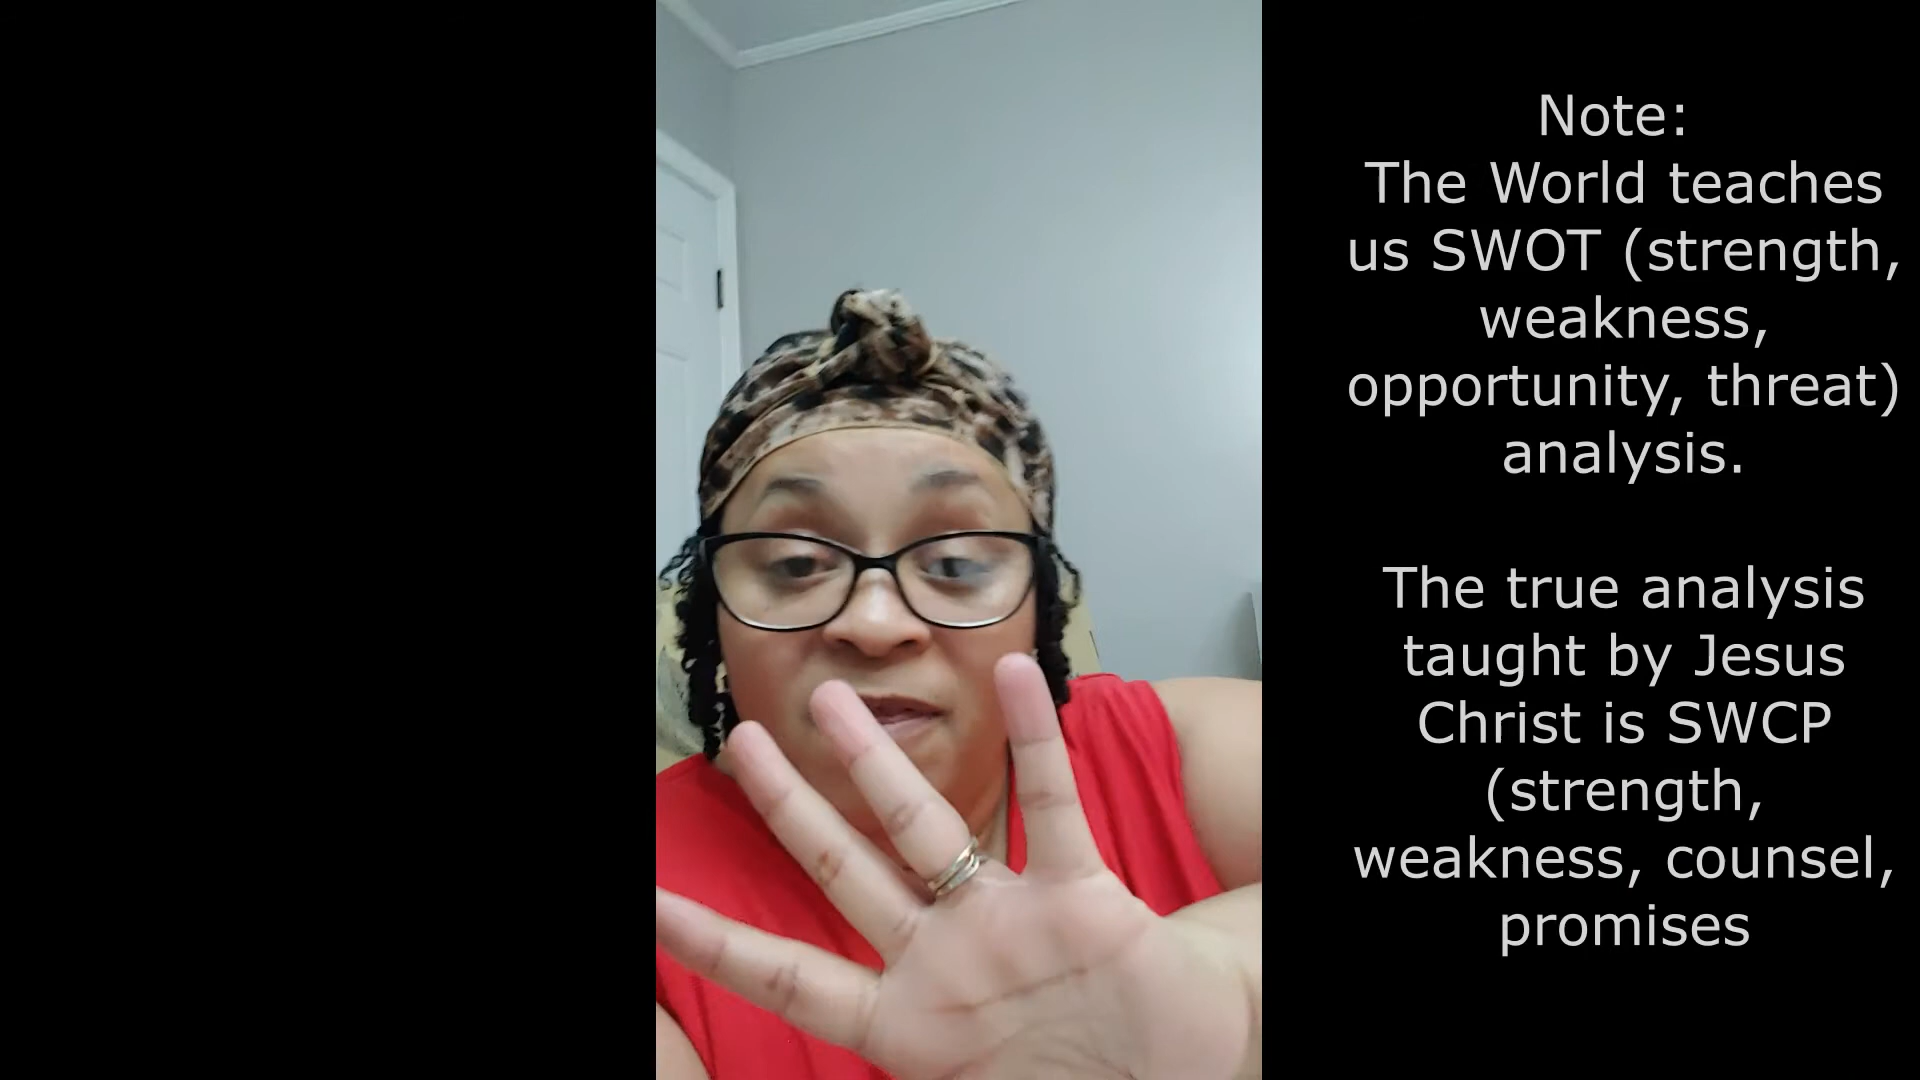 Note:
The World teaches
us SWOT (strength,
weakness,
opportunity, threat)
analysis.
The true analysis
taught by Jesus
Christ is SWCP
(strength,
weakness, counsel,
promises